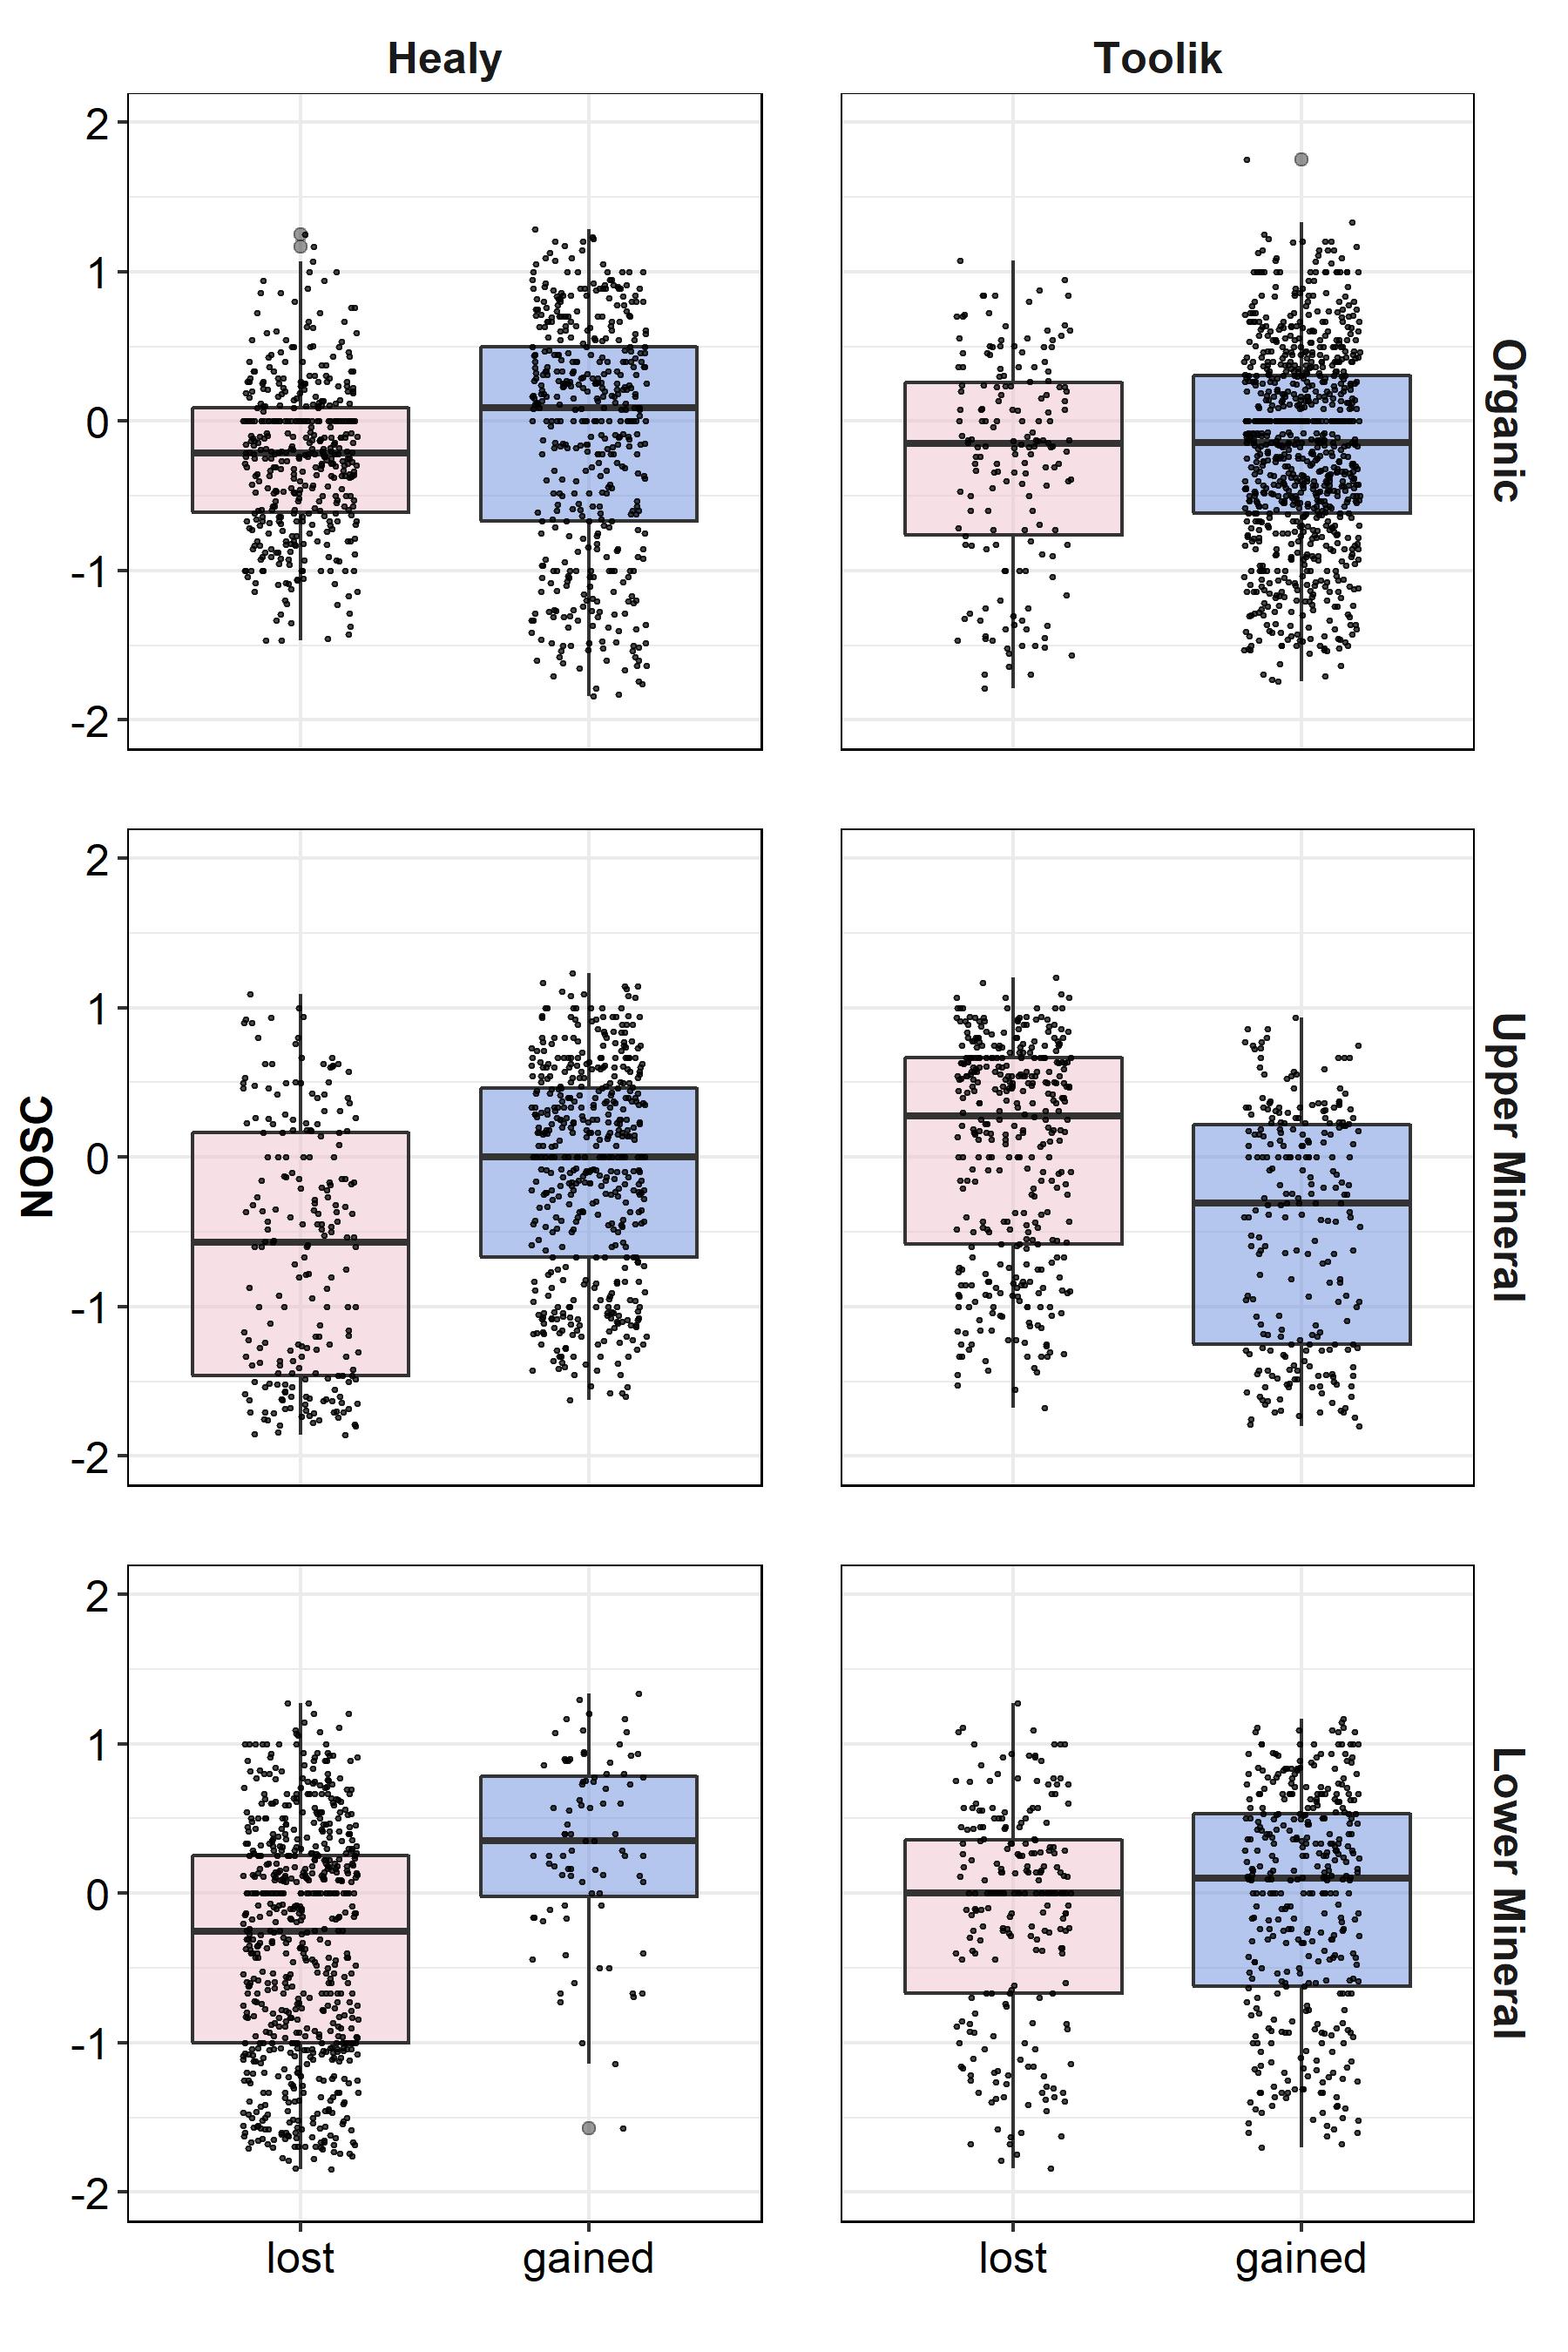 Healy
Toolik
2
1
0
-1
-2
Organic
2
1
0
-1
-2
Upper Mineral
NOSC
2
1
0
-1
-2
Lower Mineral
lost
gained
lost
gained